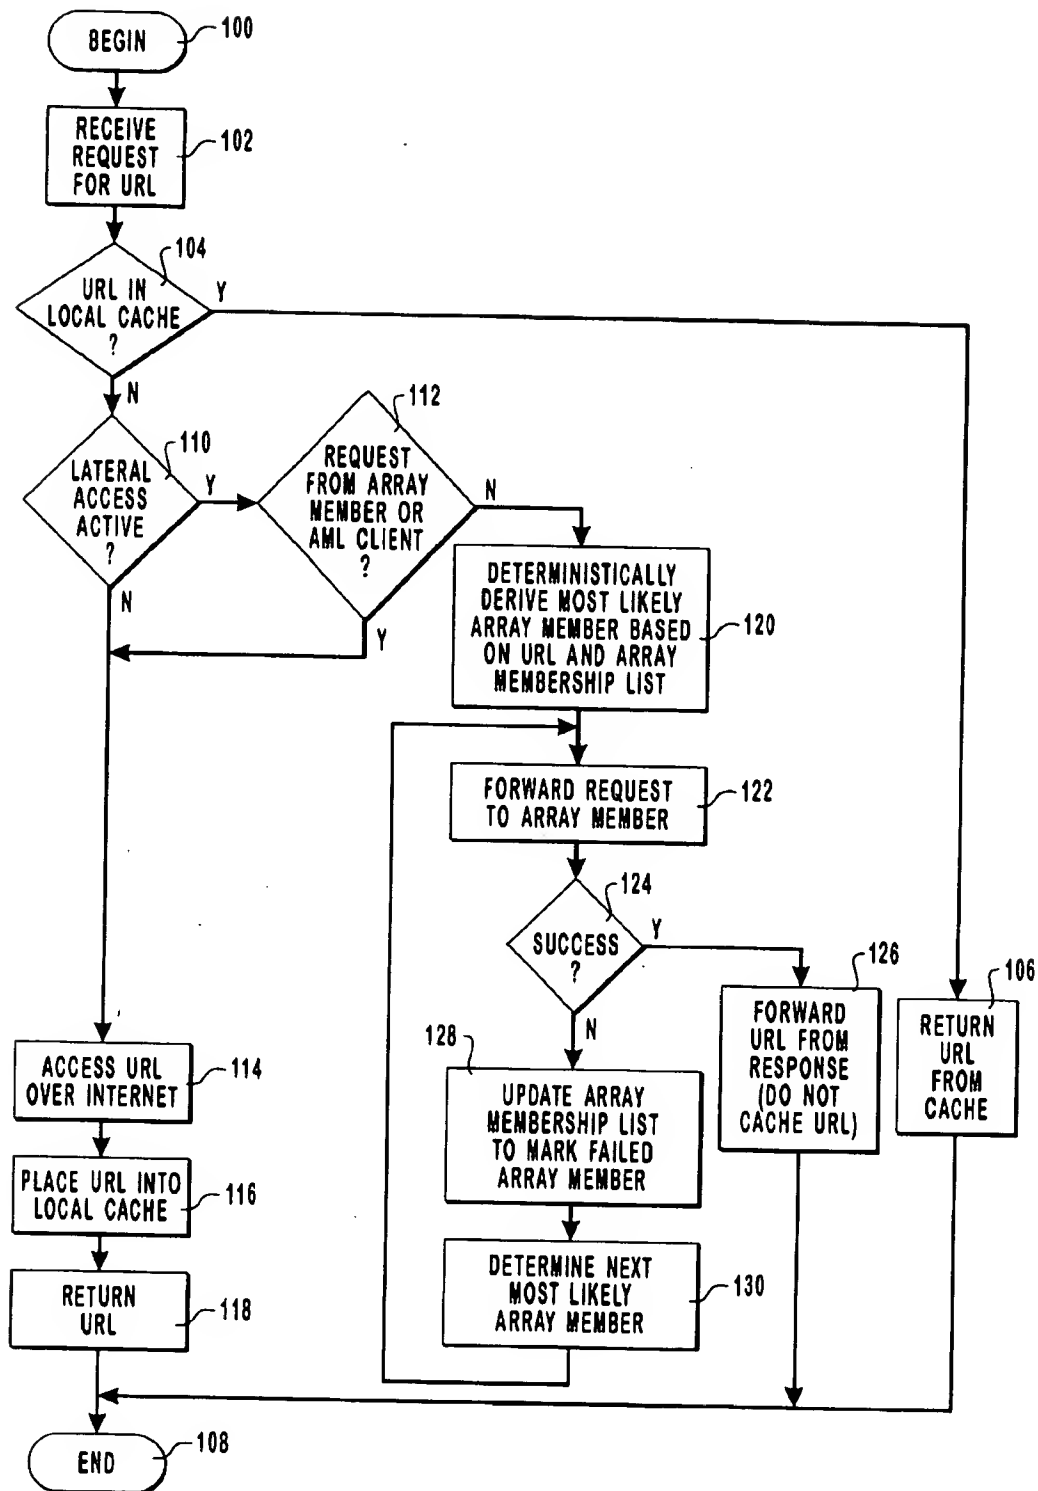 BEGIN
100
RECEIVE
REQUEST
FOR URL
102
104
URL IN
LOCAL CACHE
?
Y
N
110
LATERAL
ACCESS
ACTIVE
?
Y
N
112
REQUEST
FROM ARRAY
MEMBER OR
AML CLIENT
?
N
Y
DETERMINISTICALLY
DERIVE MOST LIKELY
ARRAY MEMBER BASED
ON URL AND ARRAY
MEMBERSHIP LIST
120
FORWARD REQUEST
TO ARRAY MEMBER
122
124
SUCCESS
?
Y
N
126
FORWARD
URL FROM
RESPONSE
(DO NOT
CACHE URL)
106
RETURN
URL
FROM
CACHE
128
UPDATE ARRAY
MEMBERSHIP LIST
TO MARK FAILED
ARRAY MEMBER
DETERMINE NEXT
MOST LIKELY
ARRAY MEMBER
130
ACCESS URL
OVER INTERNET
114
PLACE URL INTO
LOCAL CACHE
116
RETURN
URL
118
END
108